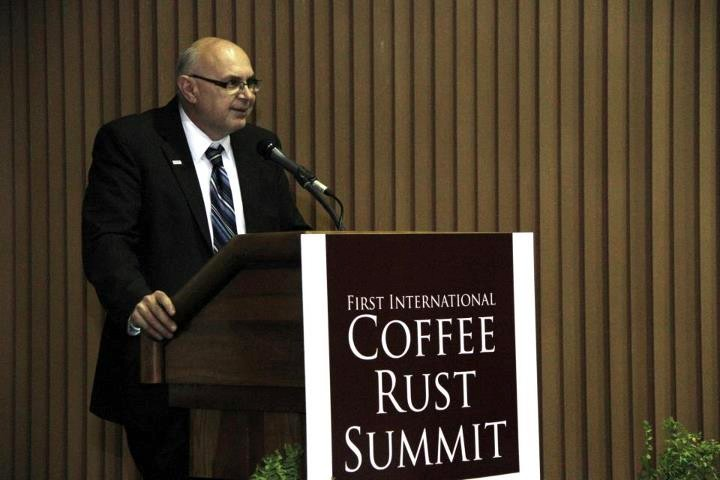 First International
Coffee
Rust
Summit